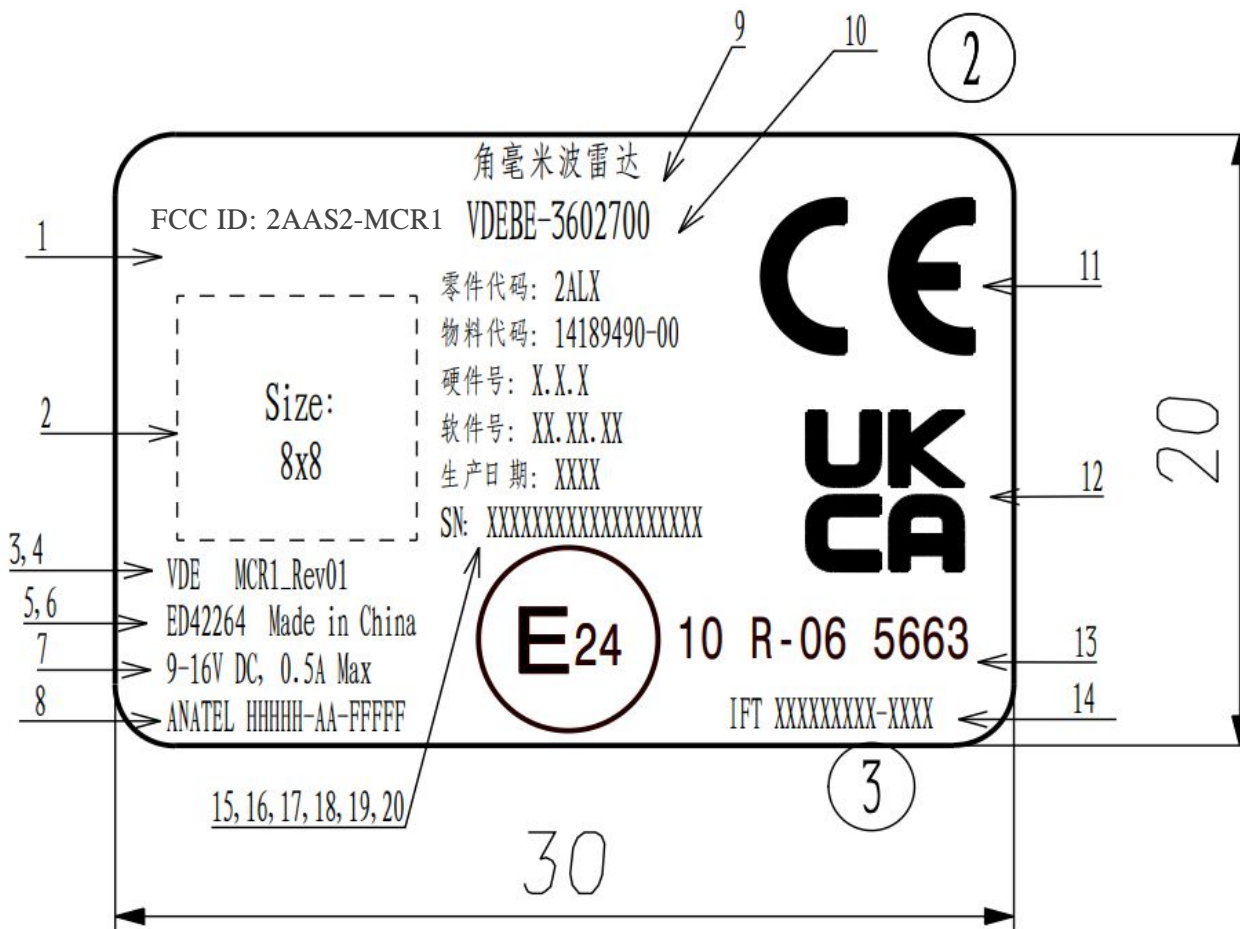 9
10
2
角毫米波雷达
FCC ID: 2AAS2-MCR1
VDEBE-3602700
1
CE
11
零件代码: 2ALX
物料代码: 14189490-00
硬件号: X.X.X
软件号: XX.XX.XX
生产日期: XXXX
SN: XXXXXXXXXXXXXXXXXXX
2
Size:
8x8
UK
CA
12
20
3,4
VDE MCR1_Rev01
5,6
ED42264 Made in China
7
9-16V DC, 0.5A Max
8
ANATEL HHHHH-AA-FFFFF
E24
10 R-06 5663
13
IFT XXXXXXXXX-XXXX
14
15,16,17,18,19,20
3
30